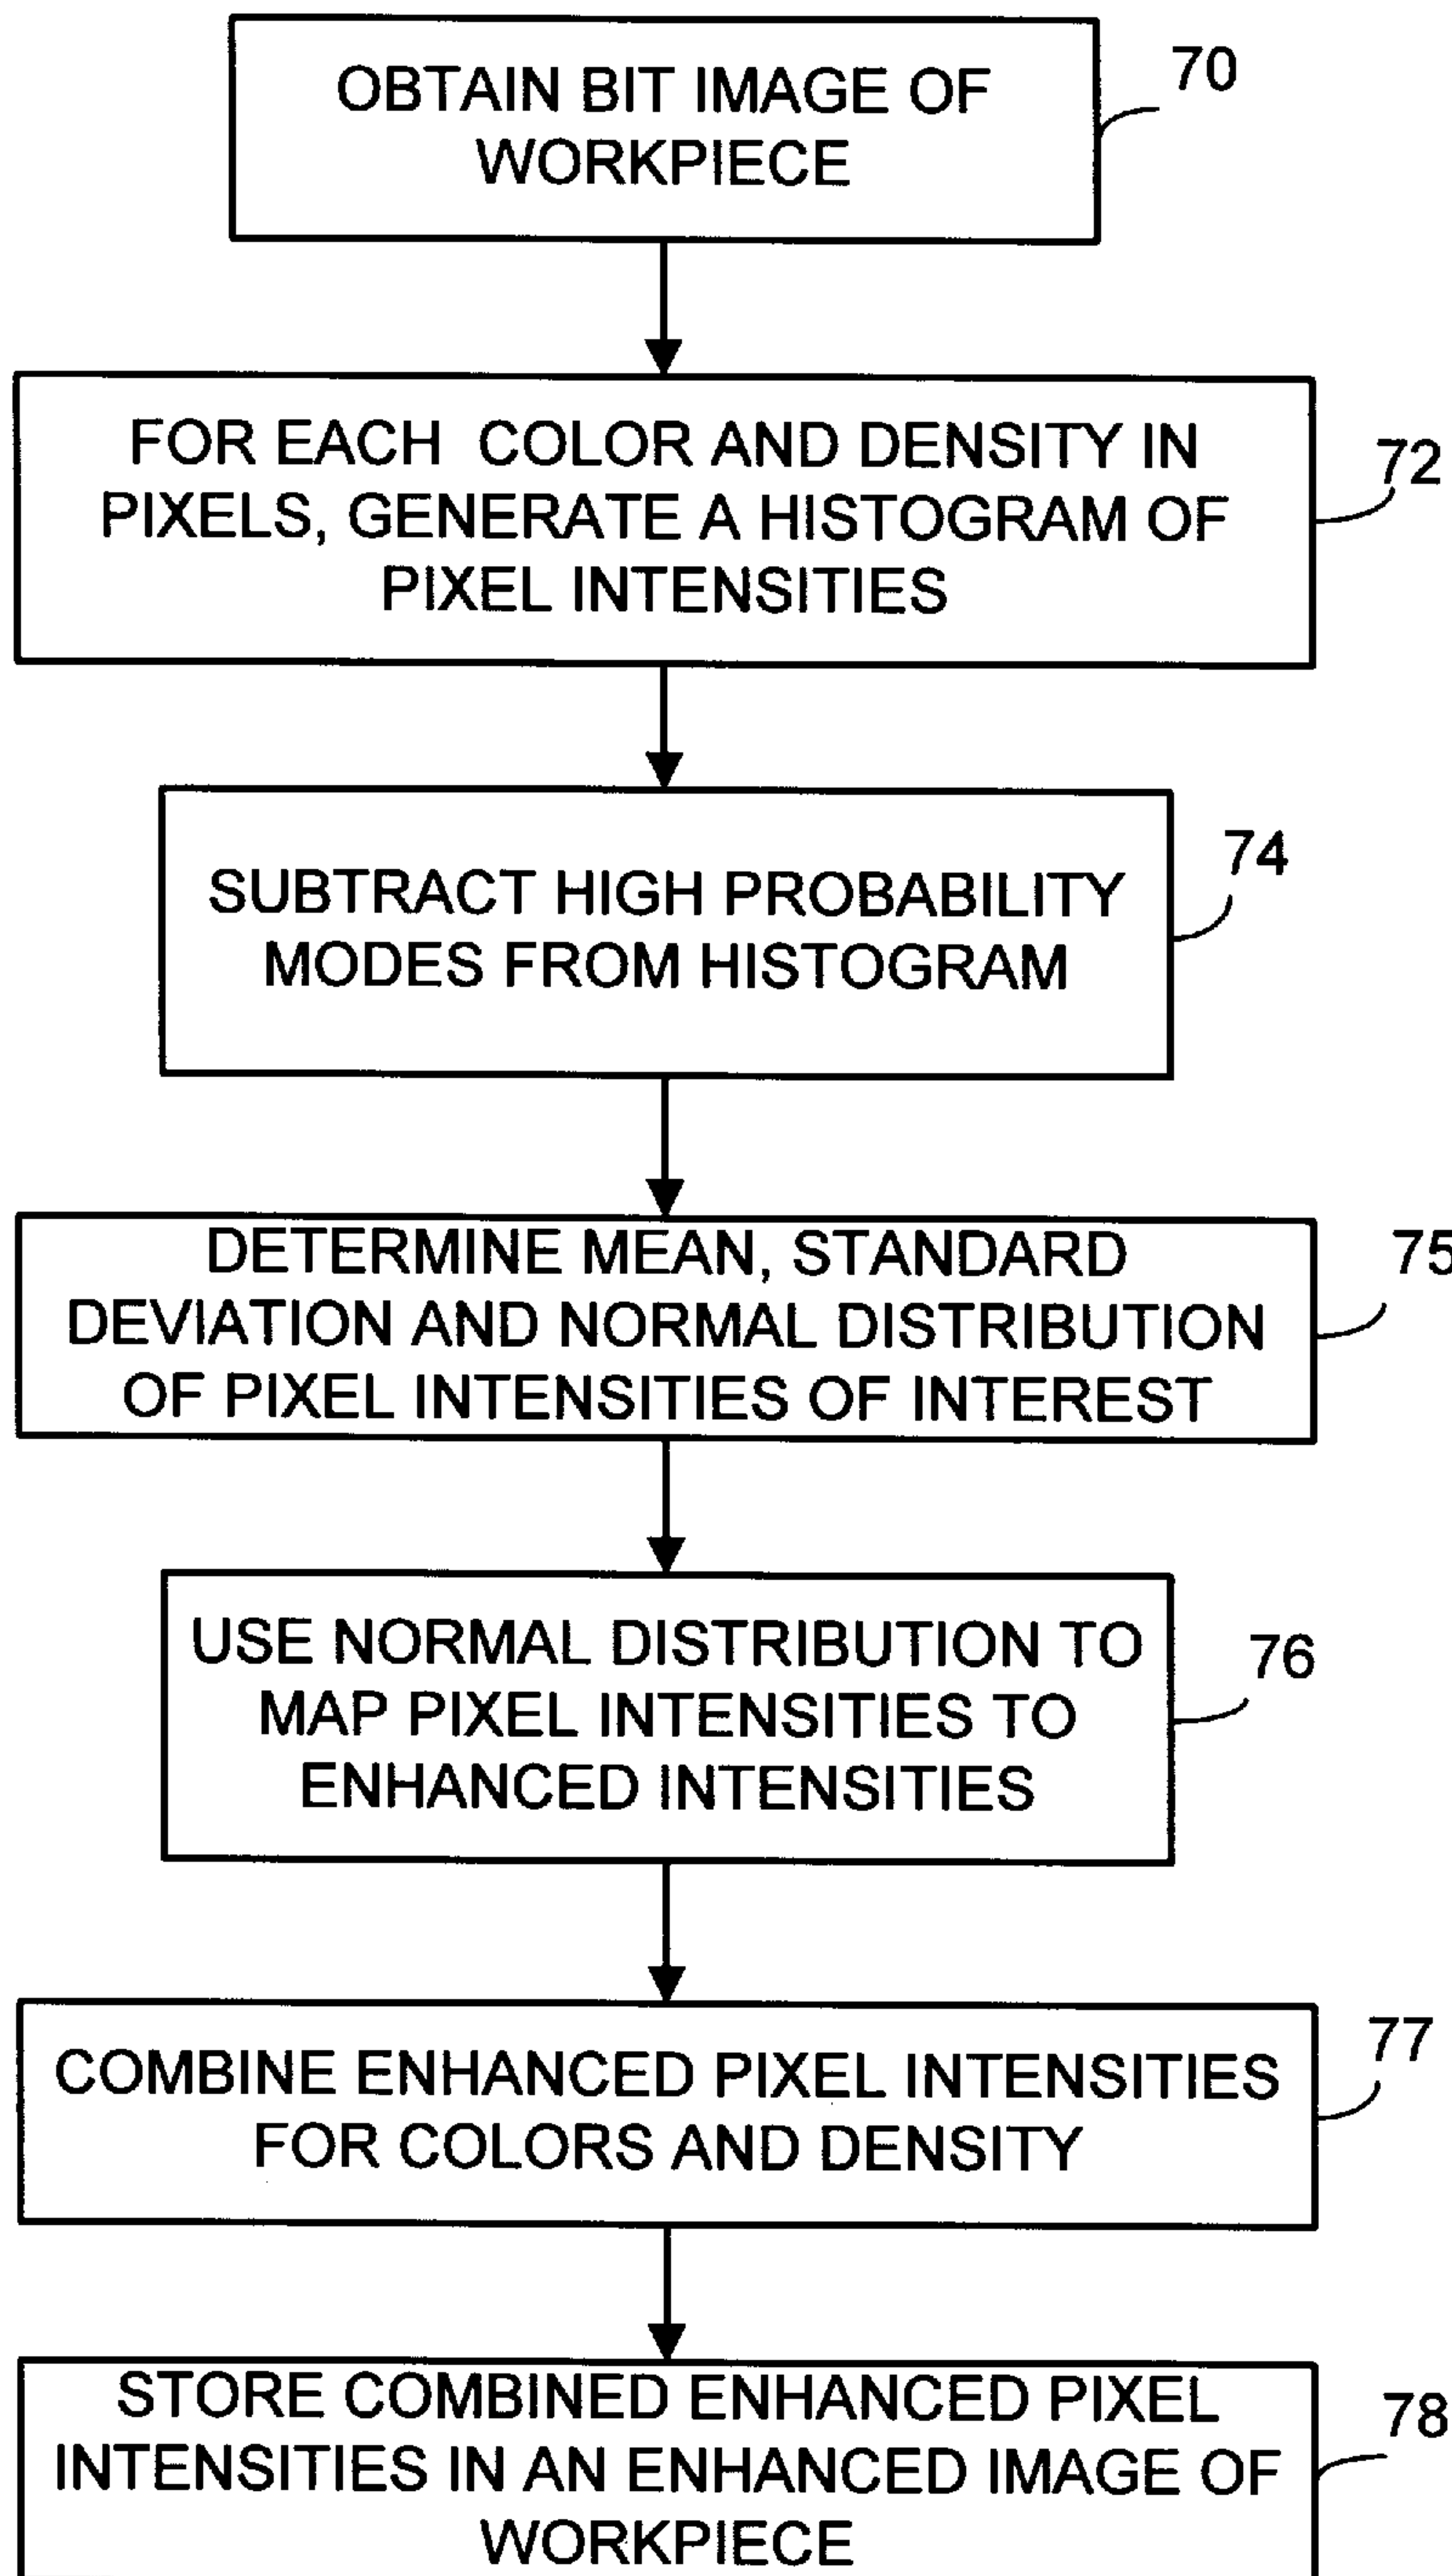 OBTAIN BIT IMAGE OF
WORKPIECE
70
FOR EACH COLOR AND DENSITY IN
PIXELS, GENERATE A HISTOGRAM OF
PIXEL INTENSITIES
72
SUBTRACT HIGH PROBABILITY
MODES FROM HISTOGRAM
74
DETERMINE MEAN, STANDARD
DEVIATION AND NORMAL DISTRIBUTION
OF PIXEL INTENSITIES OF INTEREST
75
USE NORMAL DISTRIBUTION TO
MAP PIXEL INTENSITIES TO
ENHANCED INTENSITIES
76
COMBINE ENHANCED PIXEL INTENSITIES
FOR COLORS AND DENSITY
77
STORE COMBINED ENHANCED PIXEL
INTENSITIES IN AN ENHANCED IMAGE OF
WORKPIECE
78